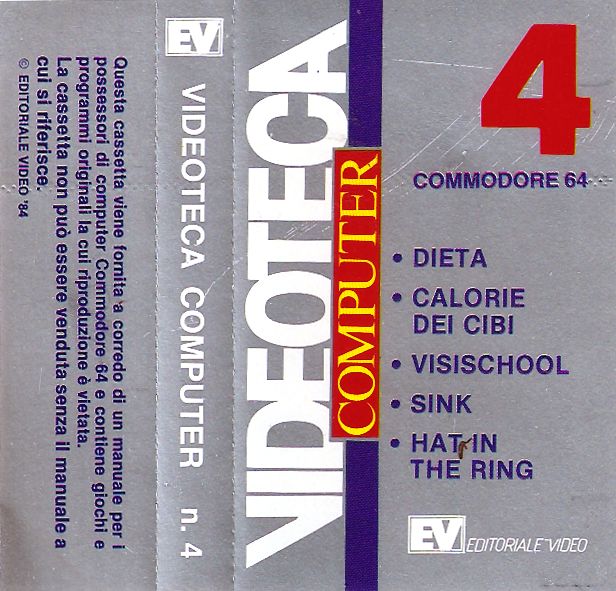 Questa cassetta viene fornita a corredo di un manuale per i
possessori di computer Commodore 64 e contiene giochi e
programmi originali la cui riproduzione è vietata.
La cassetta non può essere venduta senza il manuale a
cui si riferisce.
© EDITORIALE VIDEO '84
EV
VIDEOTECA COMPUTER n. 4
VIDEOTECA
COMPUTER
4
COMMODORE 64
• DIETA
• CALORIE
DEI CIBI
• VISISCHOOL
• SINK
• HAT IN
THE RING
EV EDITORIALE VIDEO